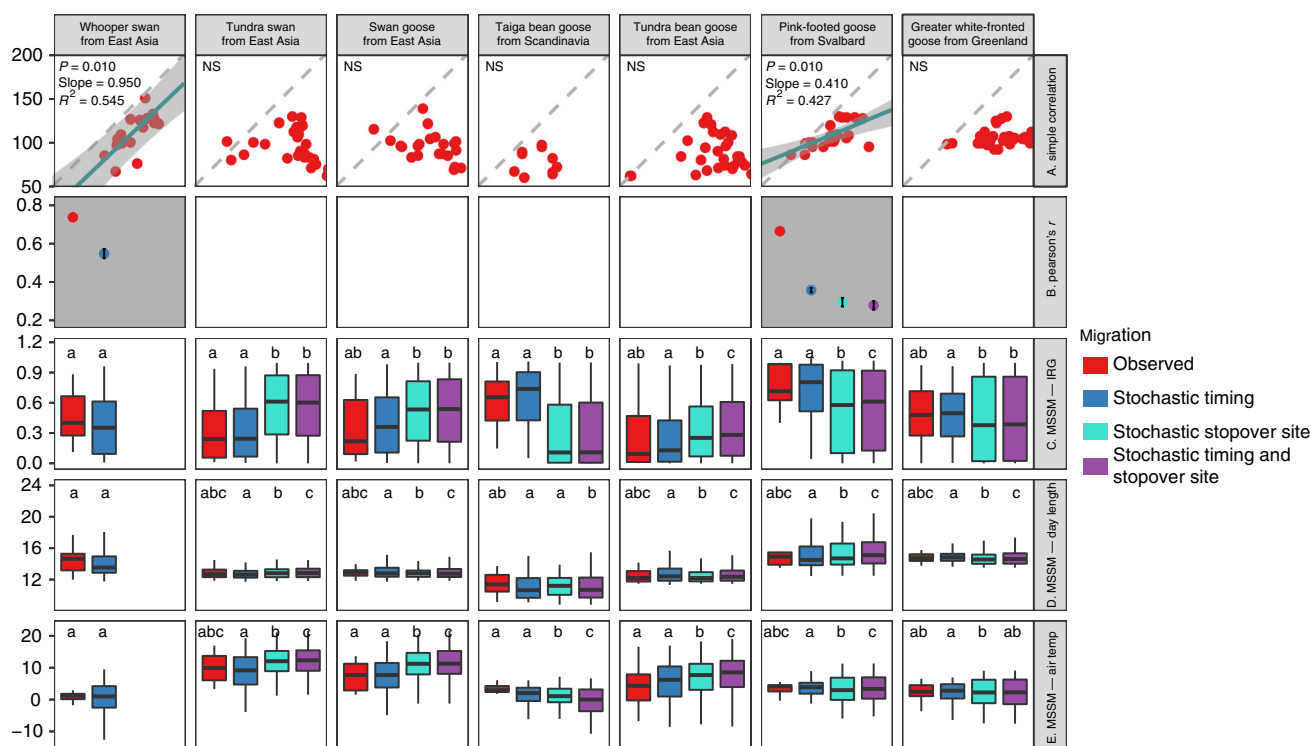 Whooper swan
from East Asia
Tundra swan
from East Asia
Swan goose
from East Asia
Taiga bean goose
from Scandinavia
Tundra bean goose
from East Asia
Pink-footed goose
from Svalbard
Greater white-fronted
goose from Greenland
200
150
100
50
P = 0.010
Slope = 0.950
R² = 0.545
NS
NS
NS
NS
P = 0.010
Slope = 0.410
R² = 0.427
NS
A. simple correlation
0.8
0.6
0.4
0.2
B. pearson's r
1.2
0.9
0.6
0.3
0.0
a a
a a b b
ab a b b
a a b b
ab a b c
a a b c
ab a b b
C. MSSM — IRG
24
20
16
12
a a
abc a b c
abc a b c
ab a b c
abc a b c
abc a b c
abc a b c
D. MSSM — day length
20
10
0
−10
a a
abc a b c
a a b c
a a b c
a a b c
abc a b c
ab a b ab
E. MSSM — air temp
Migration
Observed
Stochastic timing
Stochastic stopover site
Stochastic timing and
stopover site